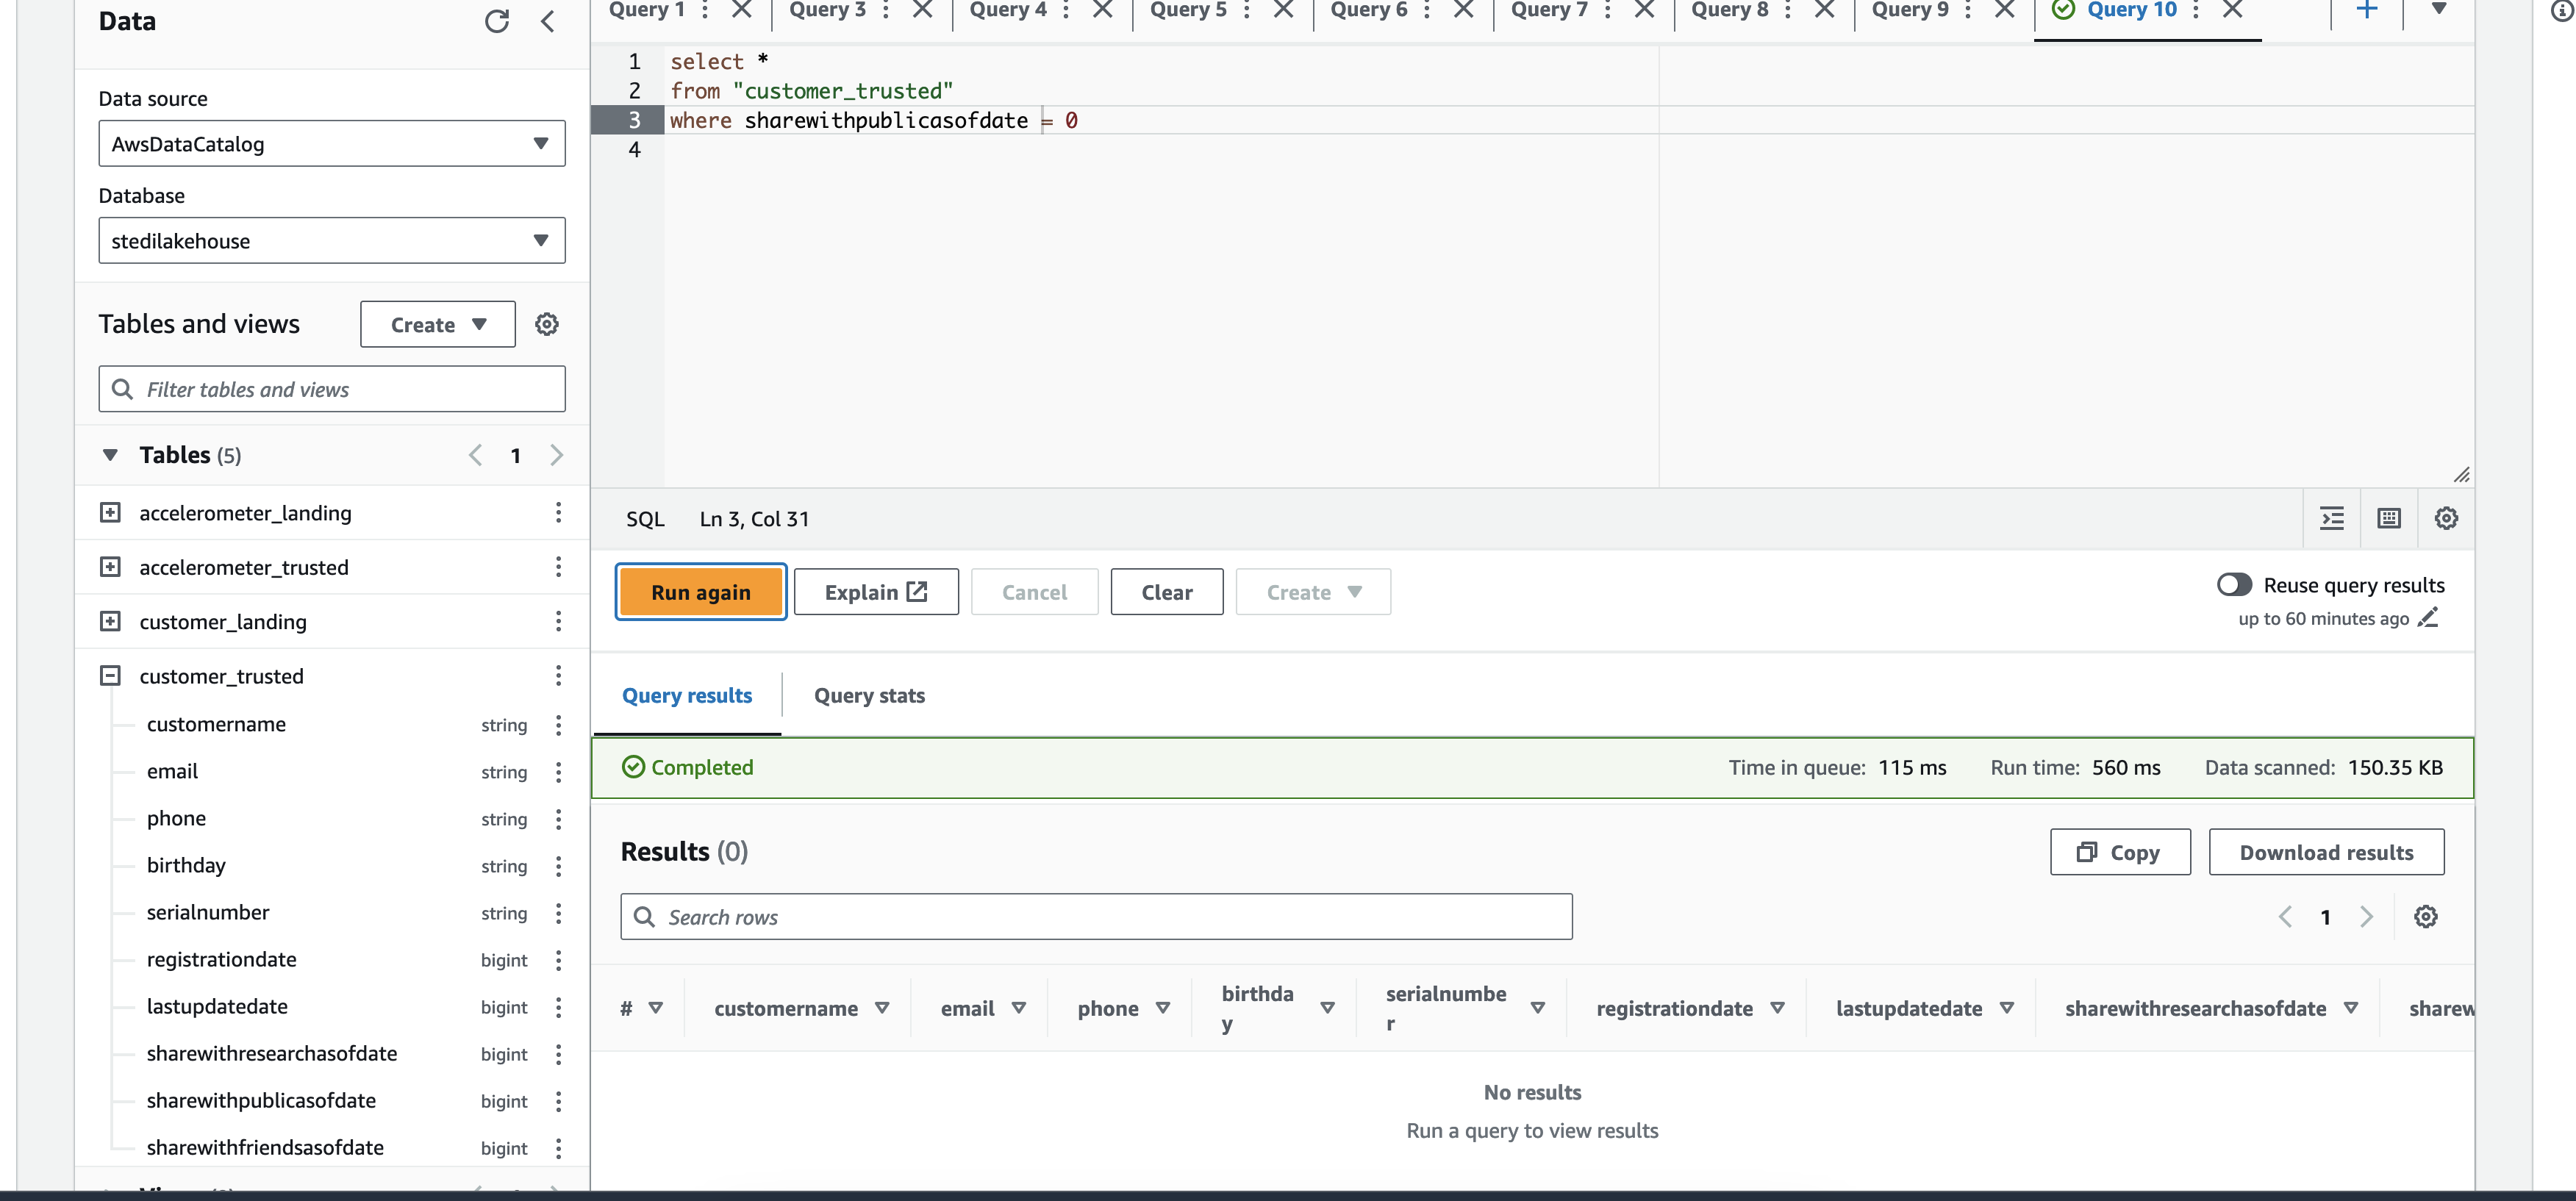 Data
Data source
AwsDataCatalog
Database
stedilakehouse
Tables and views
Create
Filter tables and views
Tables (5)
1
accelerometer_landing
accelerometer_trusted
customer_landing
customer_trusted
customername string
email string
phone string
birthday string
serialnumber string
registrationdate bigint
lastupdatedate bigint
sharewithresearchasofdate bigint
sharewithpublicasofdate bigint
sharewithfriendsasofdate bigint
Query 1
Query 3
Query 4
Query 5
Query 6
Query 7
Query 8
Query 9
Query 10
1 select *
2 from "customer_trusted"
3 where sharewithpublicasofdate = 0
4
SQL Ln 3, Col 31
Run again
Explain
Cancel
Clear
Create
Reuse query results
up to 60 minutes ago
Query results
Query stats
Completed
Time in queue: 115 ms
Run time: 560 ms
Data scanned: 150.35 KB
Results (0)
Copy
Download results
Search rows
1
#
customername
email
phone
birthda
y
serialnumbe
r
registrationdate
lastupdatedate
sharewithresearchasofdate
sharew
No results
Run a query to view results